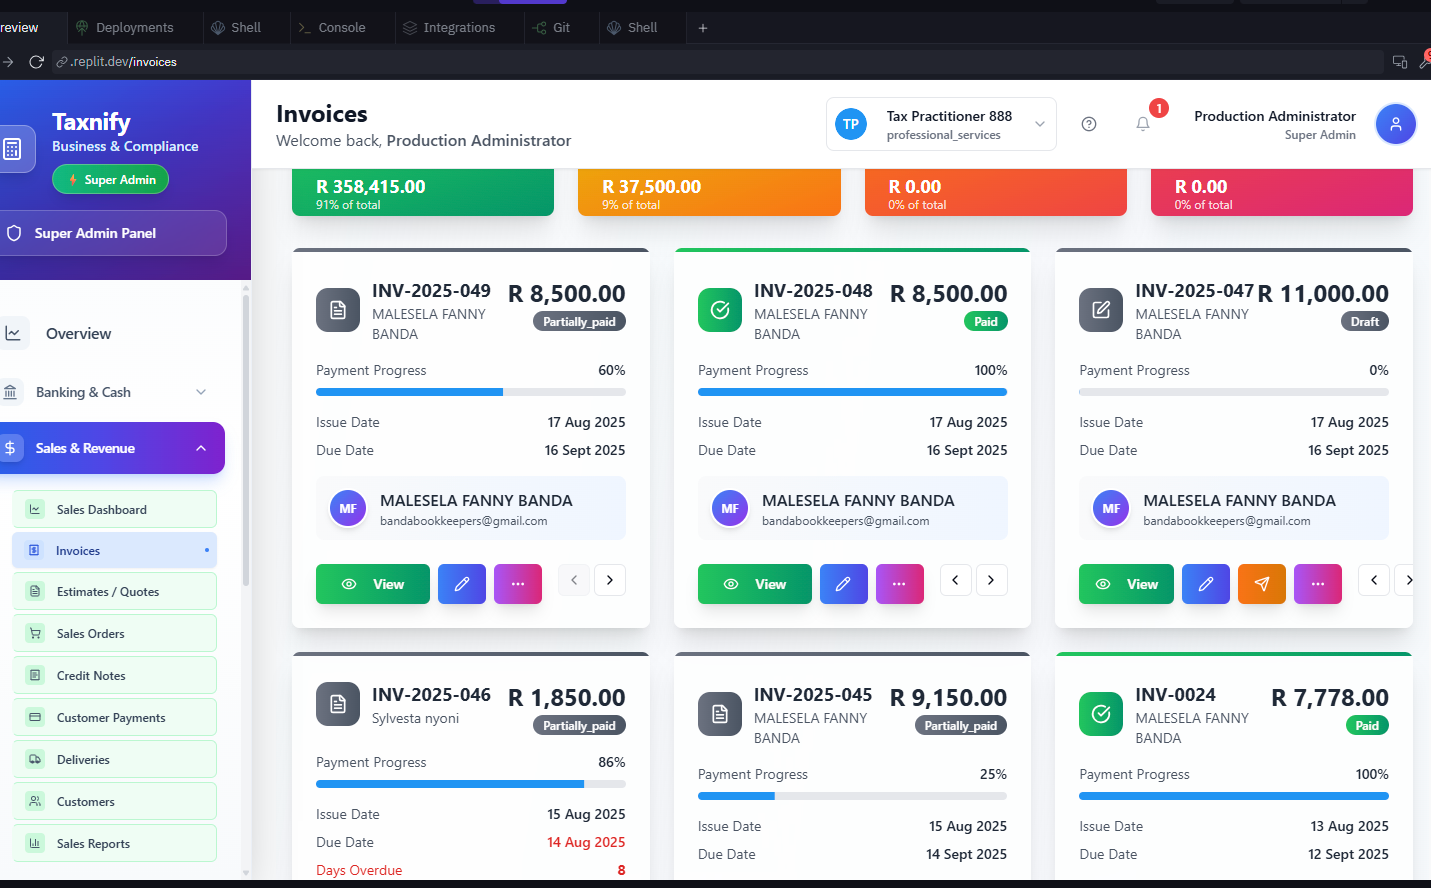 review
Deployments
Shell
Console
Integrations
Git
Shell
.replit.dev/invoices
Taxnify
Business & Compliance
Super Admin
Super Admin Panel
Overview
Banking & Cash
Sales & Revenue
Sales Dashboard
Invoices
Estimates / Quotes
Sales Orders
Credit Notes
Customer Payments
Deliveries
Customers
Sales Reports
Invoices
Welcome back, Production Administrator
TP
Tax Practitioner 888
professional_services
1
Production Administrator
Super Admin
R 358,415.00
91% of total
R 37,500.00
9% of total
R 0.00
0% of total
R 0.00
0% of total
INV-2025-049
R 8,500.00
MALESELA FANNY
BANDA
Partially_paid
Payment Progress 60%
Issue Date 17 Aug 2025
Due Date 16 Sept 2025
MF
MALESELA FANNY BANDA
bandabookkeepers@gmail.com
View
INV-2025-048
R 8,500.00
MALESELA FANNY
BANDA
Paid
Payment Progress 100%
Issue Date 17 Aug 2025
Due Date 16 Sept 2025
MF
MALESELA FANNY BANDA
bandabookkeepers@gmail.com
View
INV-2025-047
R 11,000.00
MALESELA FANNY
BANDA
Draft
Payment Progress 0%
Issue Date 17 Aug 2025
Due Date 16 Sept 2025
MF
MALESELA FANNY BANDA
bandabookkeepers@gmail.com
View
INV-2025-046
R 1,850.00
Sylvesta nyoni
Partially_paid
Payment Progress 86%
Issue Date 15 Aug 2025
Due Date 14 Aug 2025
Days Overdue 8
INV-2025-045
R 9,150.00
MALESELA FANNY
BANDA
Partially_paid
Payment Progress 25%
Issue Date 15 Aug 2025
Due Date 14 Sept 2025
INV-0024
R 7,778.00
MALESELA FANNY
BANDA
Paid
Payment Progress 100%
Issue Date 13 Aug 2025
Due Date 12 Sept 2025